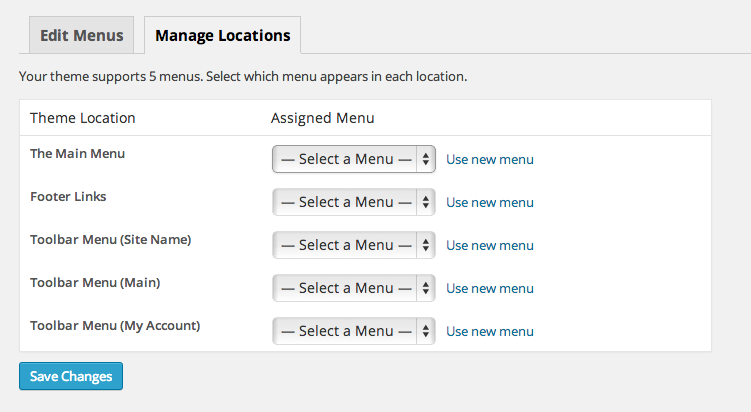 Edit Menus Manage Locations
Your theme supports 5 menus. Select which menu appears in each location.
Theme Location Assigned Menu
The Main Menu — Select a Menu — Use new menu
Footer Links — Select a Menu — Use new menu
Toolbar Menu (Site Name) — Select a Menu — Use new menu
Toolbar Menu (Main) — Select a Menu — Use new menu
Toolbar Menu (My Account) — Select a Menu — Use new menu
Save Changes